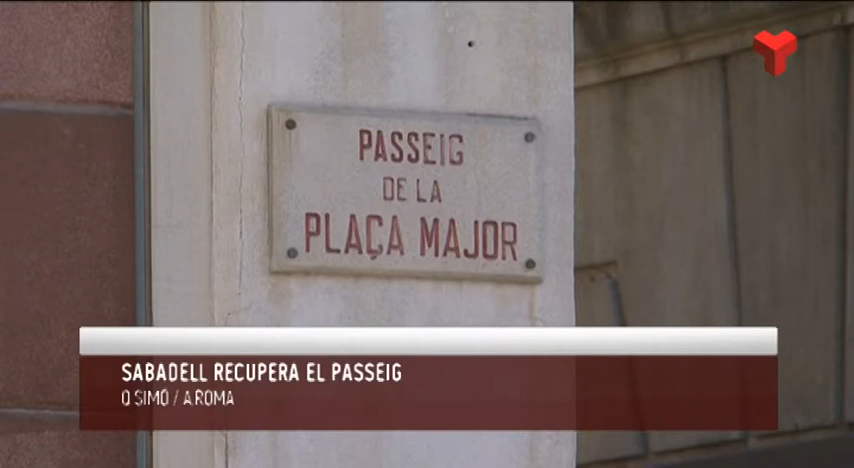 PASSEIG
DE LA
PLAÇA MAJOR
SABADELL RECUPERA EL PASSEIG
Q SIMÓ / A.ROMA